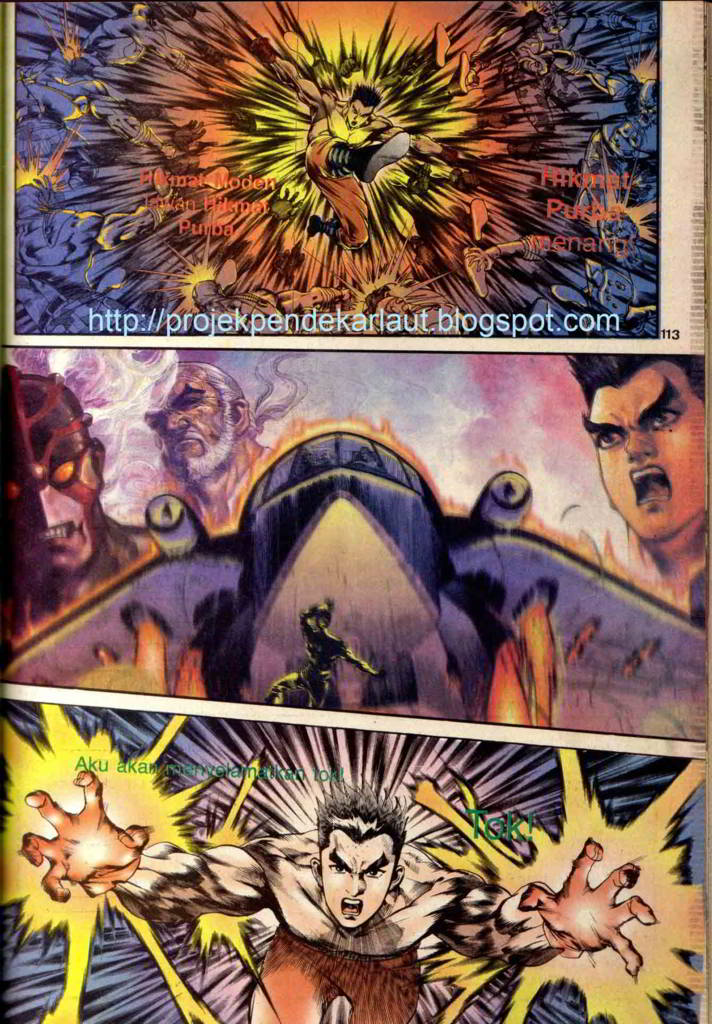 Hikmat Moden
lawan Hikmat
Purba
Hikmat
Purba
menang!
http://projekpendekarlaut.blogspot.com
113
Aku akan menyelamatkan tok!
Tok!